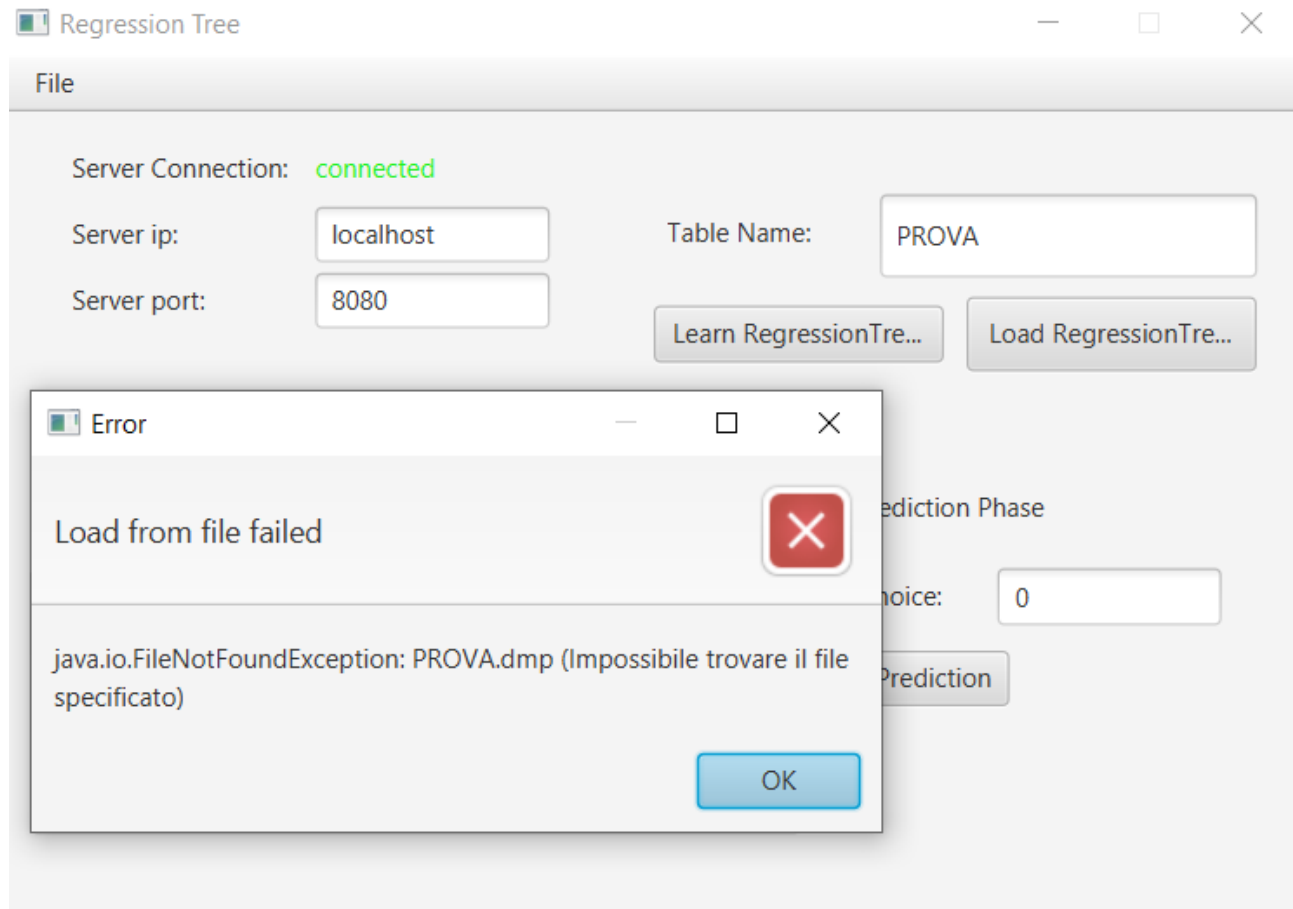 Regression Tree
File
Server Connection: connected
Server ip: localhost
Server port: 8080
Table Name: PROVA
Learn RegressionTre... Load RegressionTre...
Error
Load from file failed
java.io.FileNotFoundException: PROVA.dmp (Impossibile trovare il file
specificato)
OK
ediction Phase
hoice: 0
Prediction